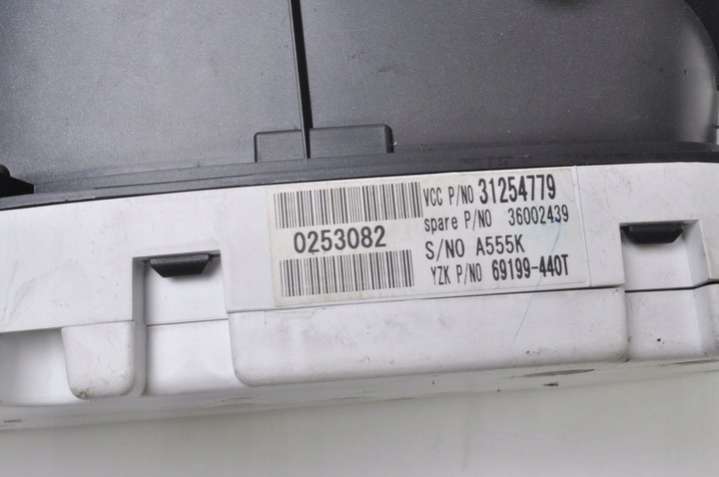 VCC P/NO 31254779
spare P/NO 36002439
0253082
S/NO A555K
YZK P/NO 69199-440T